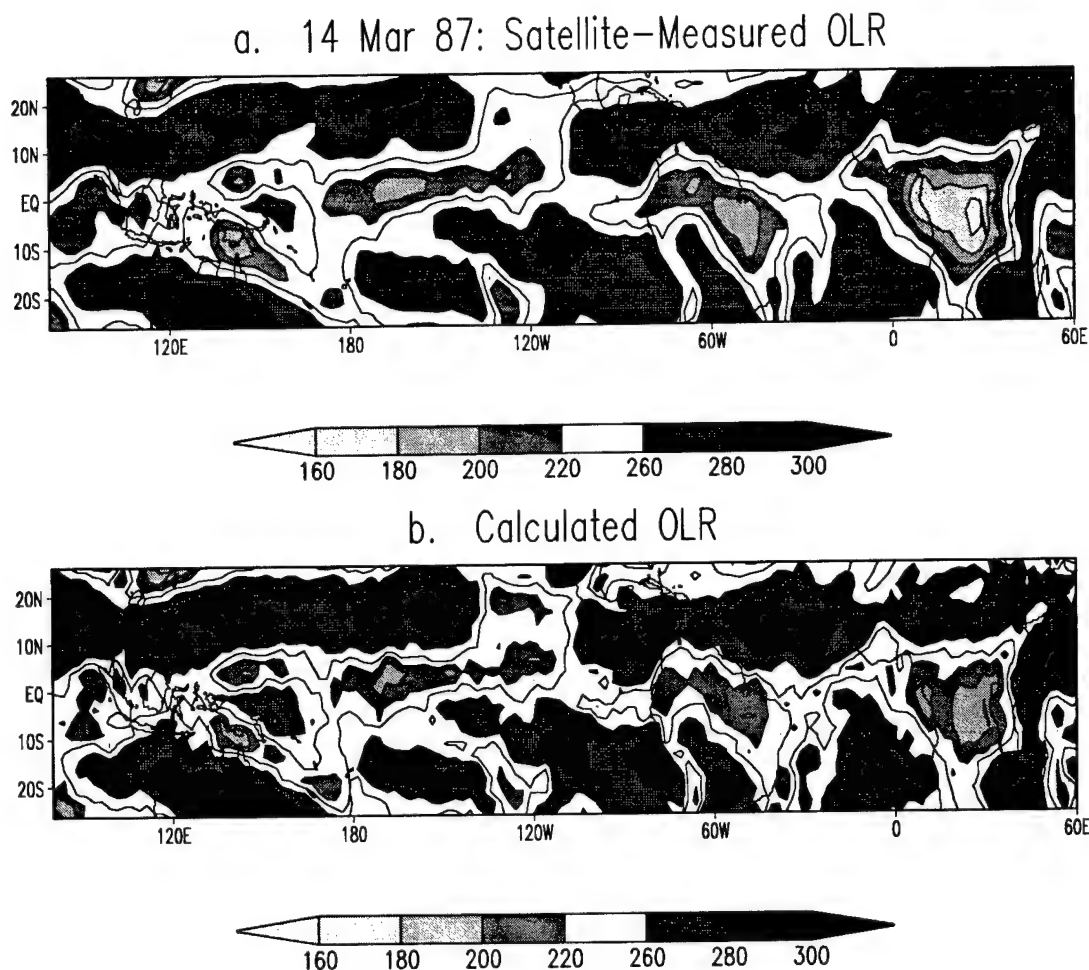 a. 14 Mar 87: Satellite-Measured OLR
20N
10N
EQ
10S
20S
120E 180 120W 60W 0 60E
160 180 200 220 260 280 300
b. Calculated OLR
20N
10N
EQ
10S
20S
120E 180 120W 60W 0 60E
160 180 200 220 260 280 300